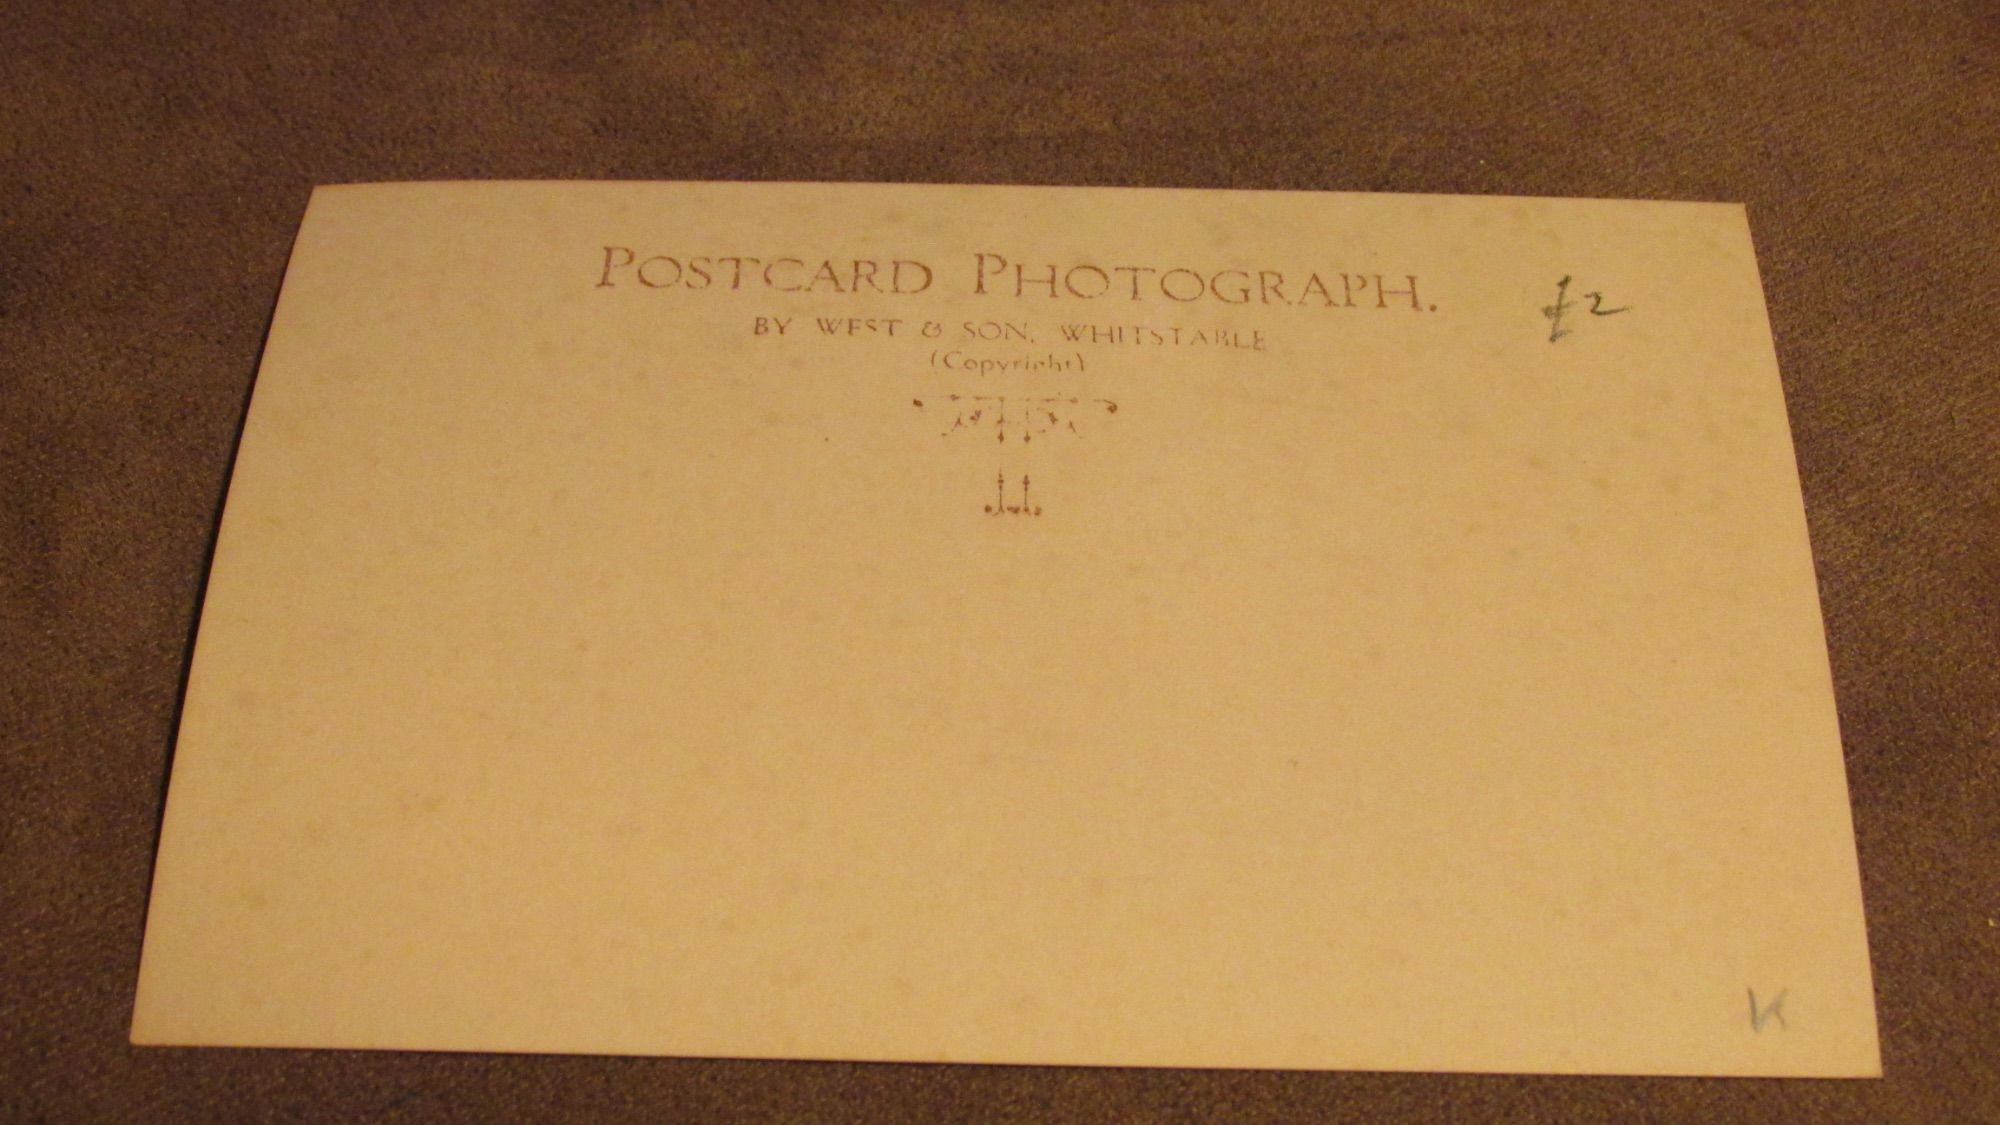 POSTCARD PHOTOGRAPH.
£2
BY WEST & SON, WHITSTABLE
(Copyright)
K